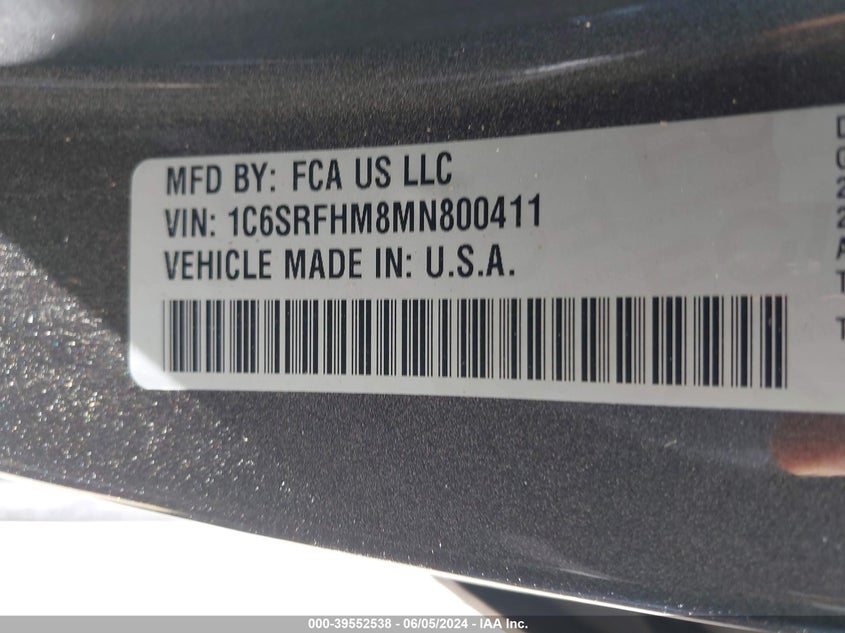 MFD BY: FCA US LLC
VIN: 1C6SRFHM8MN800411
VEHICLE MADE IN: U.S.A.
000-39552538 - 06/05/2024 - IAA Inc.